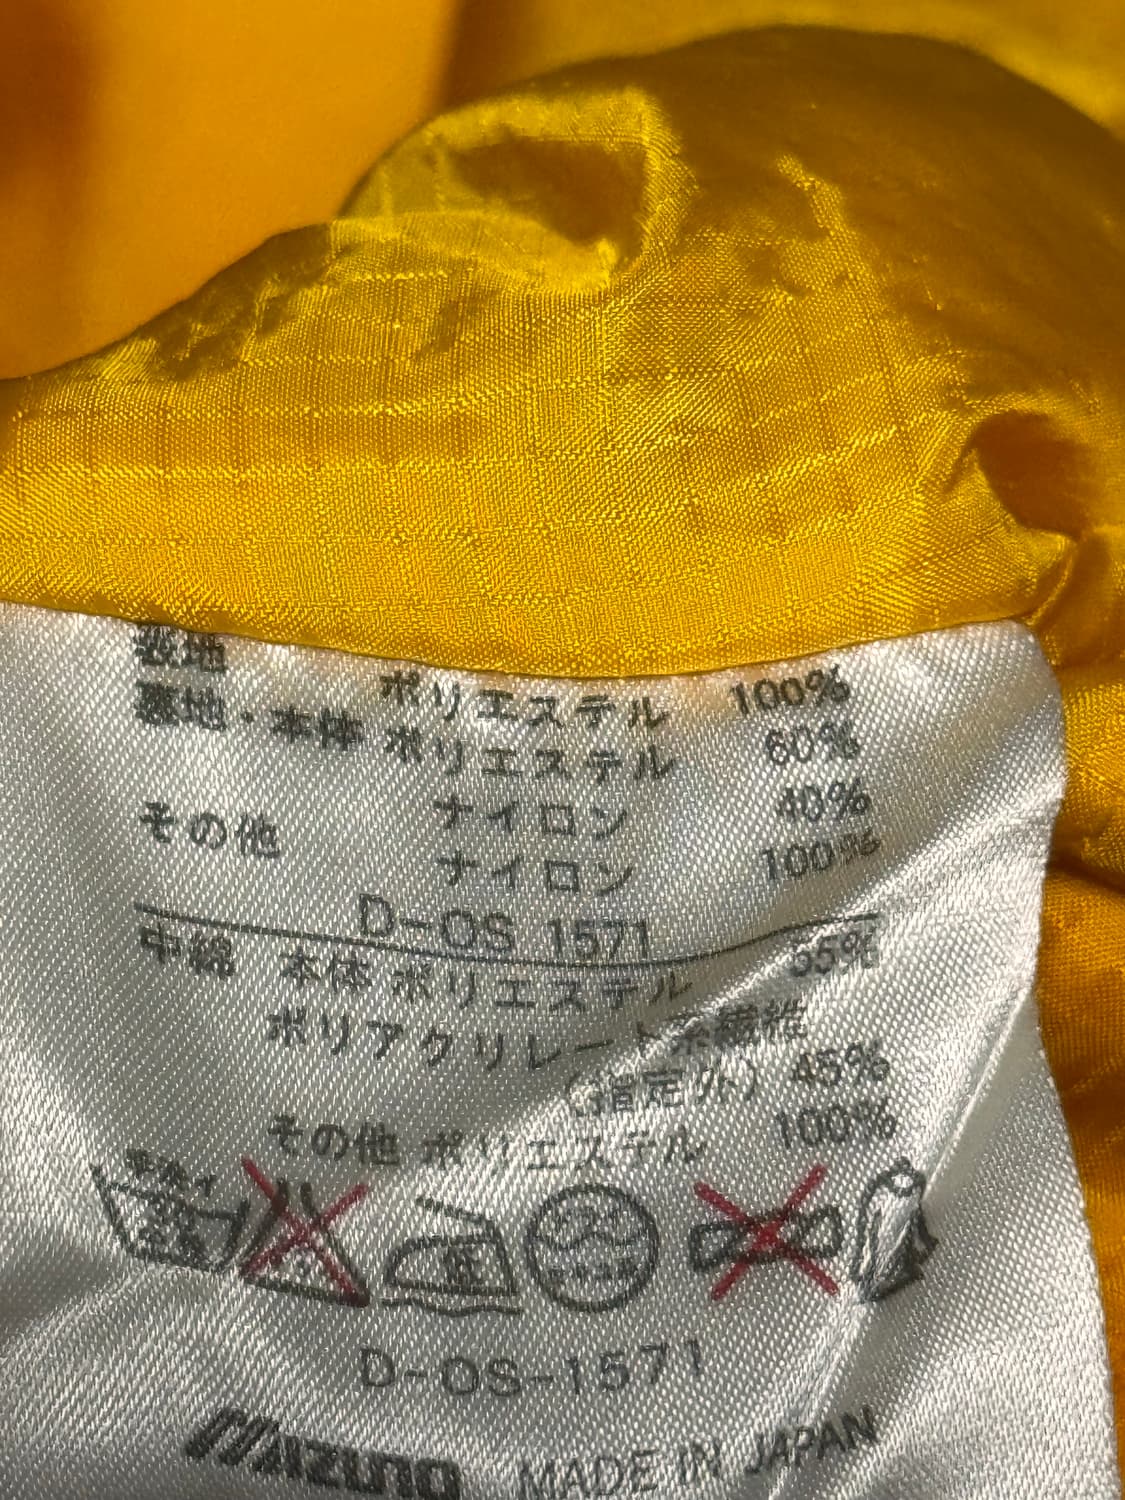 表地 ポリエステル 100%
裏地・本体 ポリエステル 60%
ナイロン 40%
その他 ナイロン 100%
D-OS 1571
中綿 本体 ポリエステル 55%
ポリアクリレート系繊維
(指定外) 45%
その他 ポリエステル 100%
手洗イ
D-OS-1571
MIZUNO MADE IN JAPAN